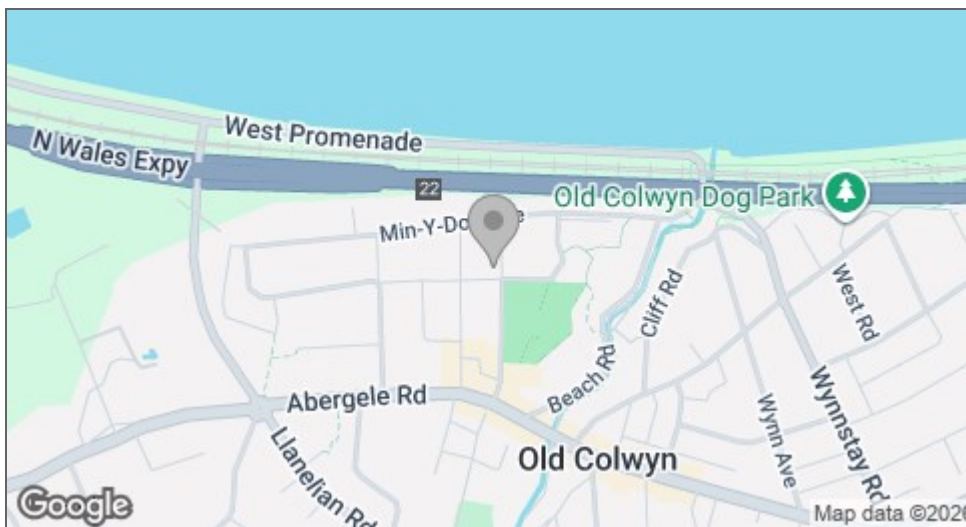 West Promenade
N Wales Expy
22
Old Colwyn Dog Park
Min-Y-Do
e
West Rd
Cliff Rd
Beach Rd
Abergele Rd
Wynnstay Rd
Wynn Ave
Old Colwyn
Llanelian Rd
Google
Map data ©2026